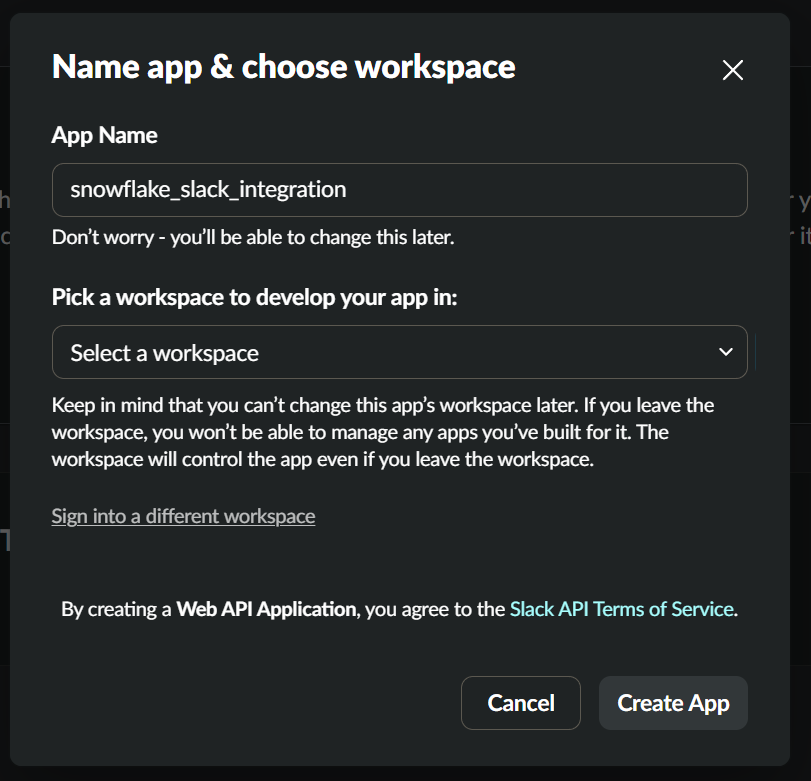 Name app & choose workspace
App Name
snowflake_slack_integration
Don’t worry - you’ll be able to change this later.
Pick a workspace to develop your app in:
Select a workspace
Keep in mind that you can’t change this app’s workspace later. If you leave the
workspace, you won’t be able to manage any apps you’ve built for it. The
workspace will control the app even if you leave the workspace.
Sign into a different workspace
By creating a Web API Application, you agree to the Slack API Terms of Service.
Cancel
Create App